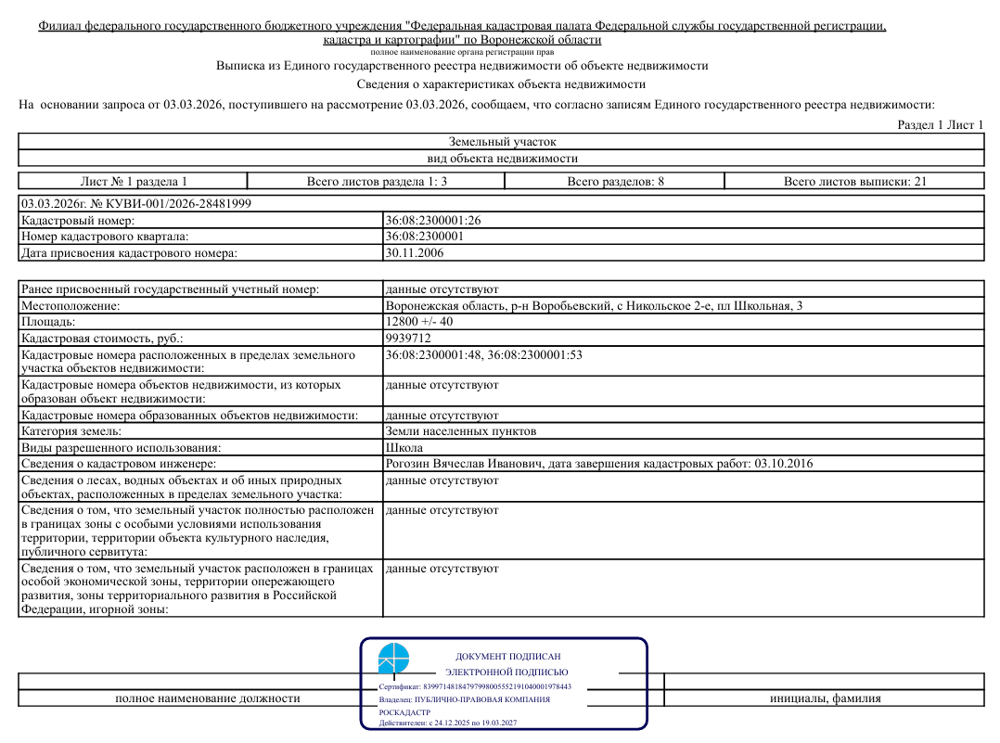 Филиал федерального государственного бюджетного учреждения "Федеральная кадастровая палата Федеральной службы государственной регистрации,
кадастра и картографии" по Воронежской области
полное наименование органа регистрации прав
Выписка из Единого государственного реестра недвижимости об объекте недвижимости
Сведения о характеристиках объекта недвижимости
На основании запроса от 03.03.2026, поступившего на рассмотрение 03.03.2026, сообщаем, что согласно записям Единого государственного реестра недвижимости:
Раздел 1 Лист 1
Земельный участок
вид объекта недвижимости
Лист № 1 раздела 1 Всего листов раздела 1: 3 Всего разделов: 8 Всего листов выписки: 21
03.03.2026г. № КУВИ-001/2026-28481999
Кадастровый номер: 36:08:2300001:26
Номер кадастрового квартала: 36:08:2300001
Дата присвоения кадастрового номера: 30.11.2006
Ранее присвоенный государственный учетный номер: данные отсутствуют
Местоположение: Воронежская область, р-н Воробьевский, с Никольское 2-е, пл Школьная, 3
Площадь: 12800 +/- 40
Кадастровая стоимость, руб.: 9939712
Кадастровые номера расположенных в пределах земельного 36:08:2300001:48, 36:08:2300001:53
участка объектов недвижимости:
Кадастровые номера объектов недвижимости, из которых данные отсутствуют
образован объект недвижимости:
Кадастровые номера образованных объектов недвижимости: данные отсутствуют
Категория земель: Земли населенных пунктов
Виды разрешенного использования: Школа
Сведения о кадастровом инженере: Рогозин Вячеслав Иванович, дата завершения кадастровых работ: 03.10.2016
Сведения о лесах, водных объектах и об иных природных данные отсутствуют
объектах, расположенных в пределах земельного участка:
Сведения о том, что земельный участок полностью расположен данные отсутствуют
в границах зоны с особыми условиями использования
территории, территории объекта культурного наследия,
публичного сервитута:
Сведения о том, что земельный участок расположен в границах данные отсутствуют
особой экономической зоны, территории опережающего
развития, зоны территориального развития в Российской
Федерации, игорной зоны:
ДОКУМЕНТ ПОДПИСАН
ЭЛЕКТРОННОЙ ПОДПИСЬЮ
Сертификат: 83997148184797998005552191040001978443
Владелец: ПУБЛИЧНО-ПРАВОВАЯ КОМПАНИЯ
РОСКАДАСТР
Действителен: с 24.12.2025 по 19.03.2027
полное наименование должности инициалы, фамилия